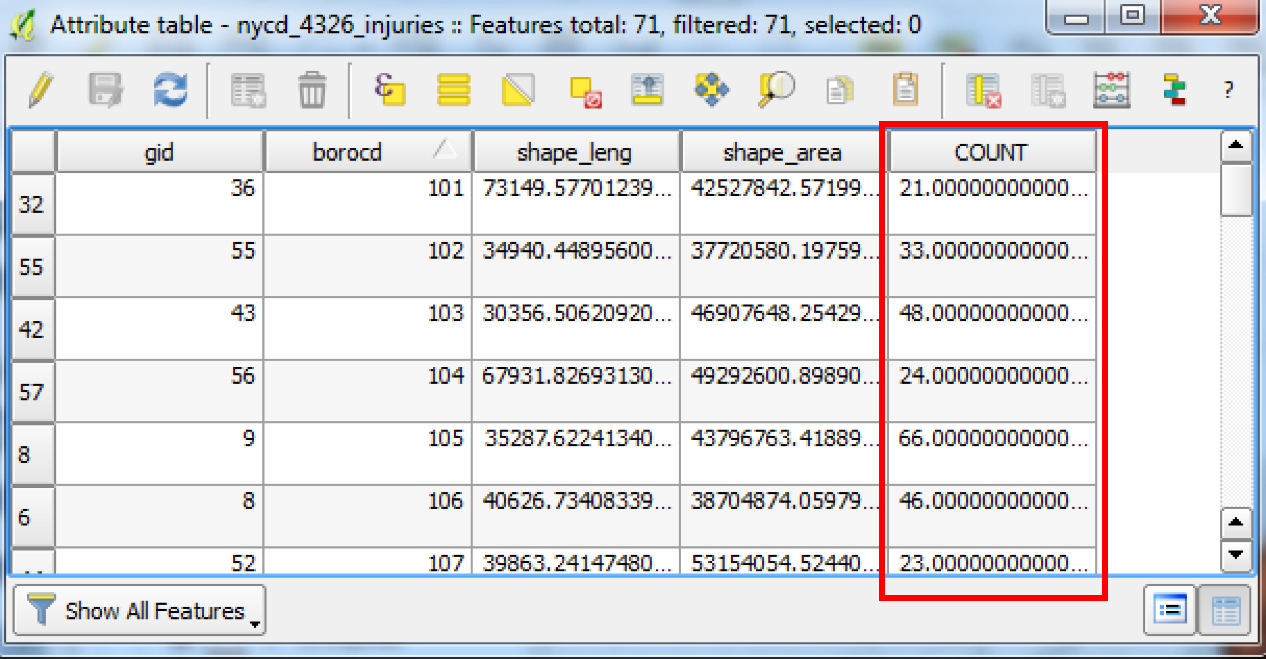 Attribute table - nycd_4326_injuries :: Features total: 71, filtered: 71, selected: 0
ε ?
gid borocd shape_leng shape_area COUNT
32 36 101 73149.57701239... 42527842.57199... 21.00000000000...
55 55 102 34940.44895600... 37720580.19759... 33.00000000000...
42 43 103 30356.50620920... 46907648.25429... 48.00000000000...
57 56 104 67931.82693130... 49292600.89890... 24.00000000000...
8 9 105 35287.62241340... 43796763.41889... 66.00000000000...
6 8 106 40626.73408339... 38704874.05979... 46.00000000000...
52 107 39863.24147480... 53154054.52440... 23.00000000000...
Show All Features